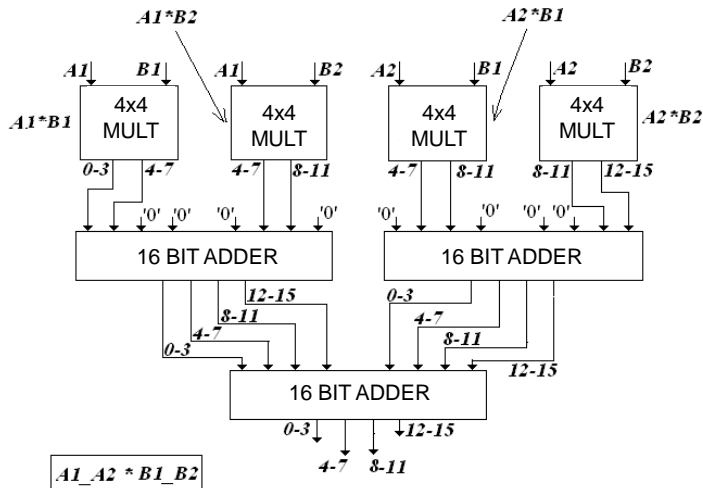 A1*B2
A2*B1
A1 B1 A1 B2 A2 B1 A2 B2
A1*B1
4x4
MULT
4x4
MULT
4x4
MULT
4x4
MULT
A2*B2
0-3 4-7 4-7 8-11 4-7 8-11 8-11 12-15
'0' '0' '0' '0' '0' '0' '0' '0'
16 BIT ADDER 16 BIT ADDER
12-15 0-3
8-11 4-7
4-7 8-11
0-3 12-15
16 BIT ADDER
0-3 12-15
4-7 8-11
A1_A2 * B1_B2